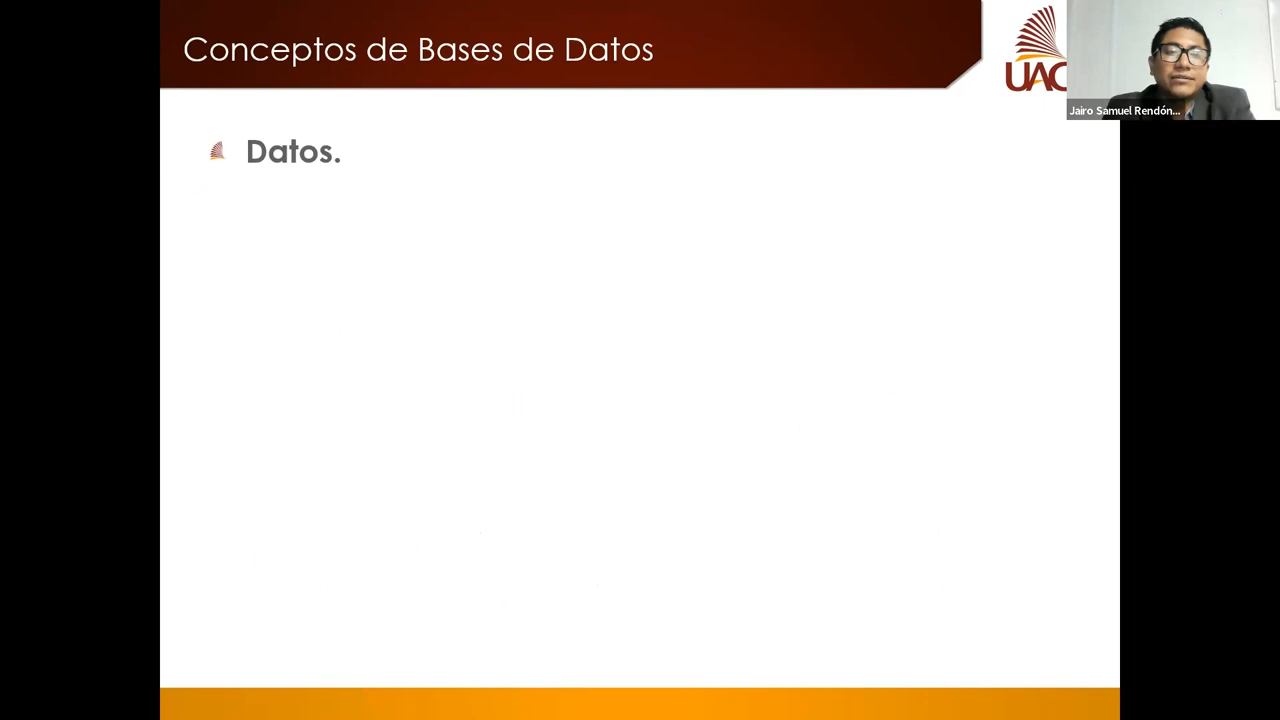 Conceptos de Bases de Datos
Jairo Samuel Rendón...
Datos.